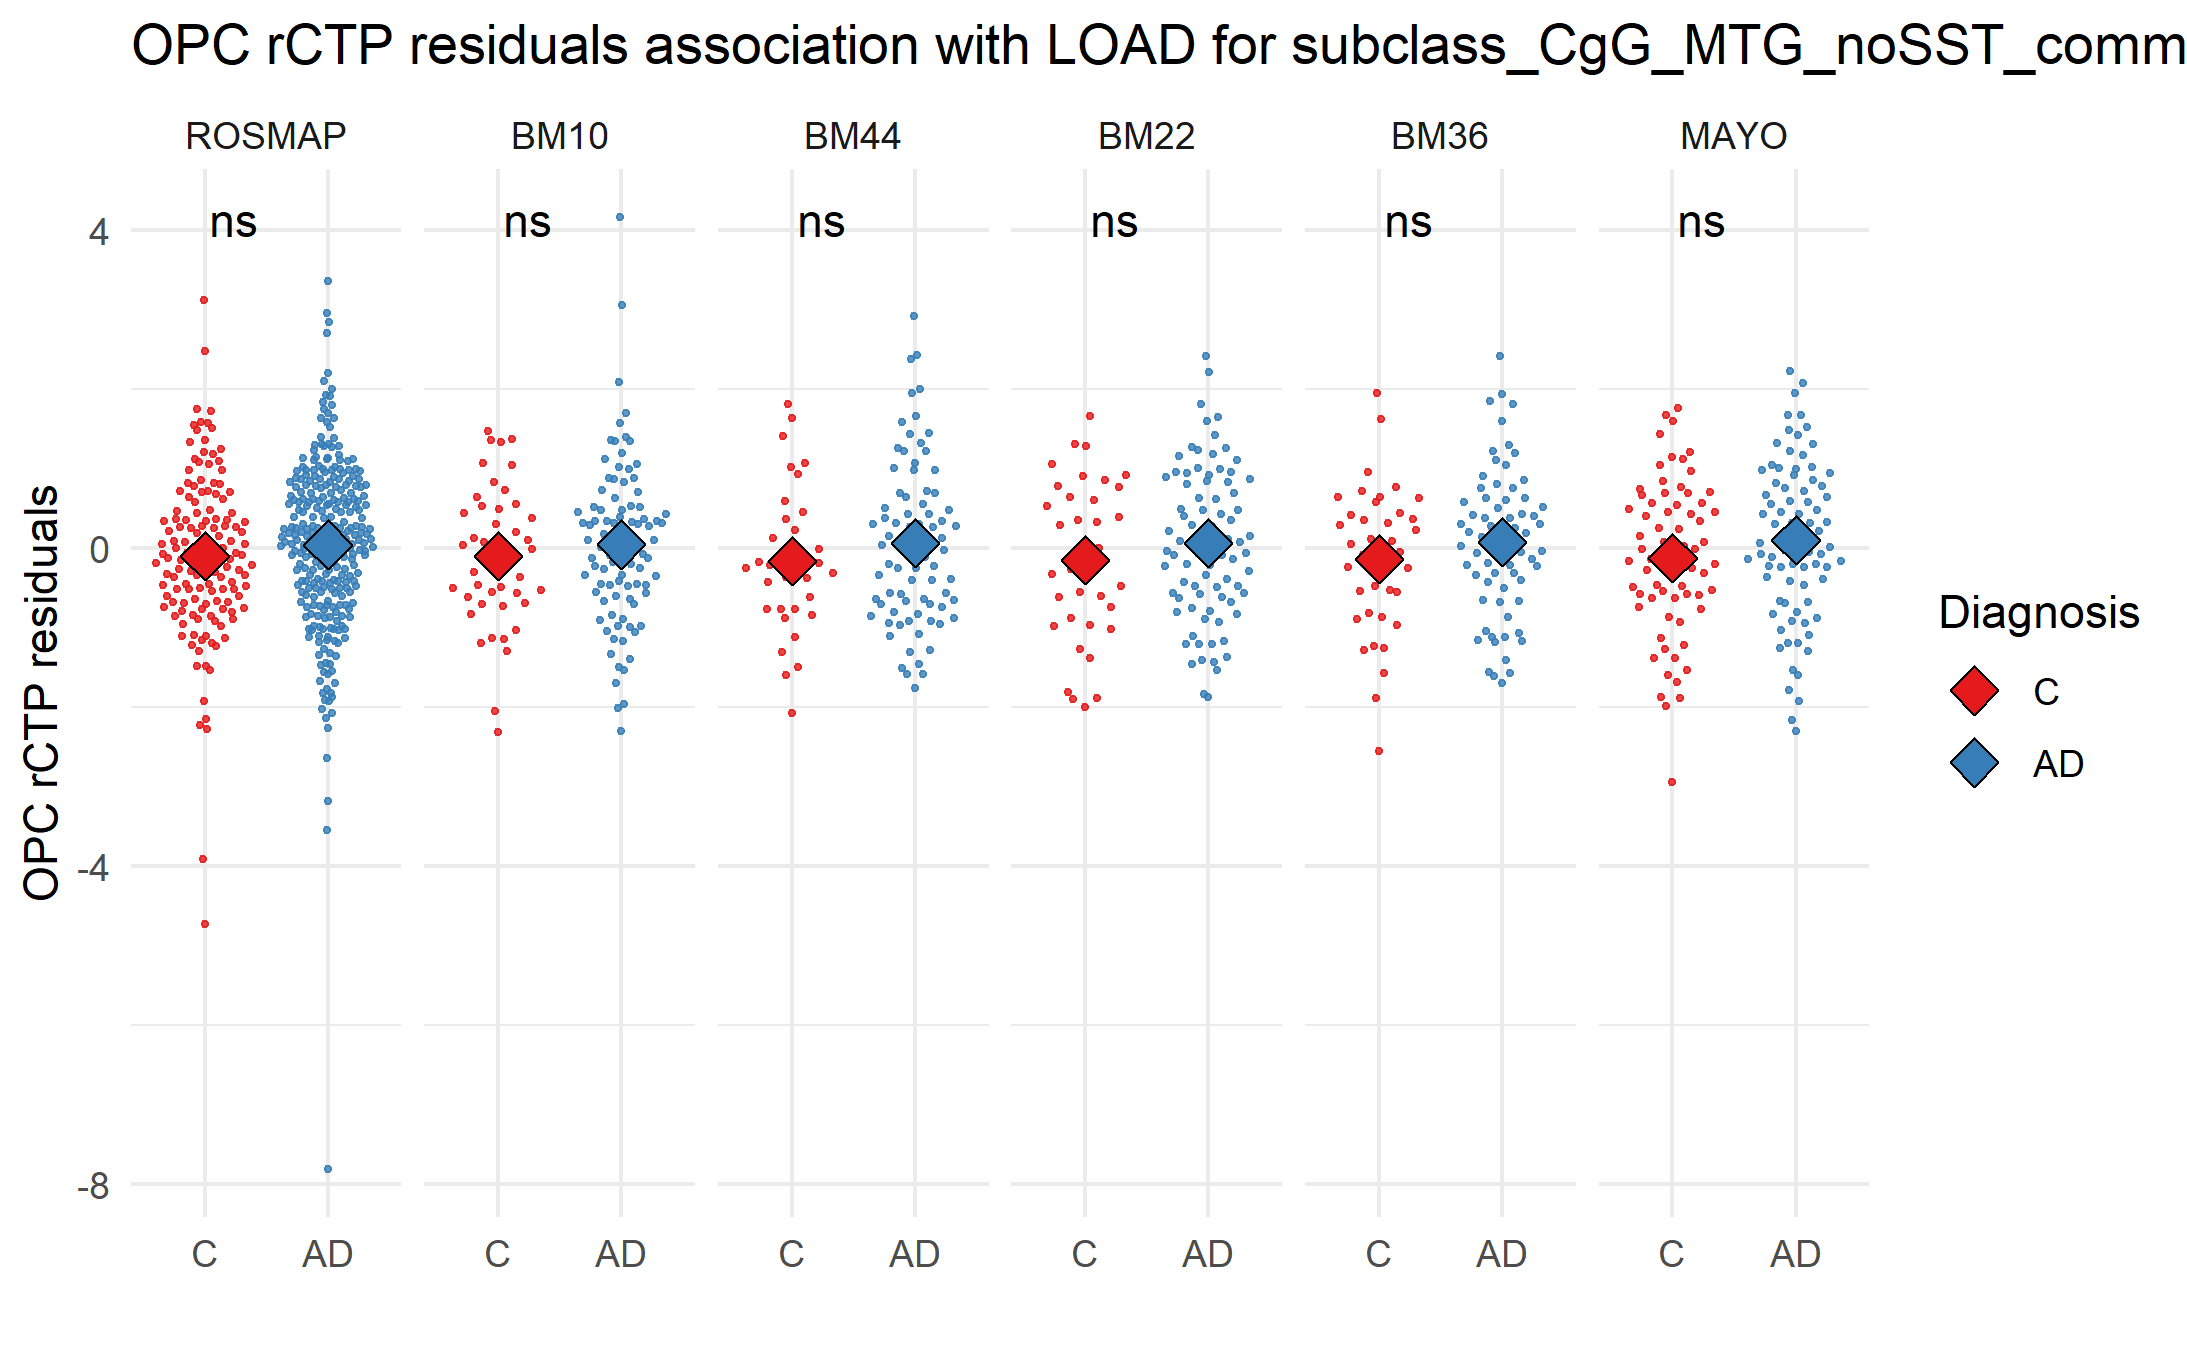 OPC rCTP residuals association with LOAD for subclass_CgG_MTG_noSST_comm
ROSMAP BM10 BM44 BM22 BM36 MAYO
ns ns ns ns ns ns
4
0
-4
-8
OPC rCTP residuals
C AD C AD C AD C AD C AD C AD
Diagnosis
C
AD